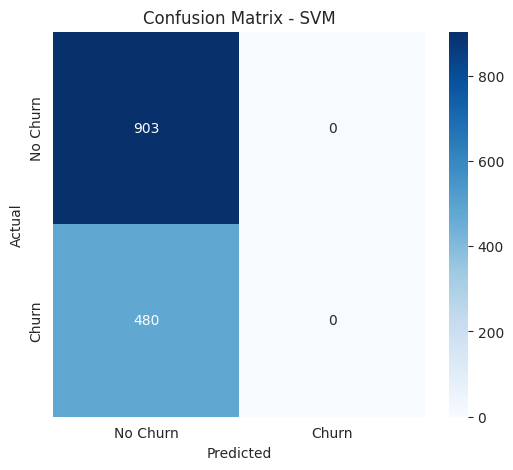 Confusion Matrix - SVM
No Churn
Churn
Actual
903
0
480
0
No Churn
Churn
Predicted
800
600
400
200
0